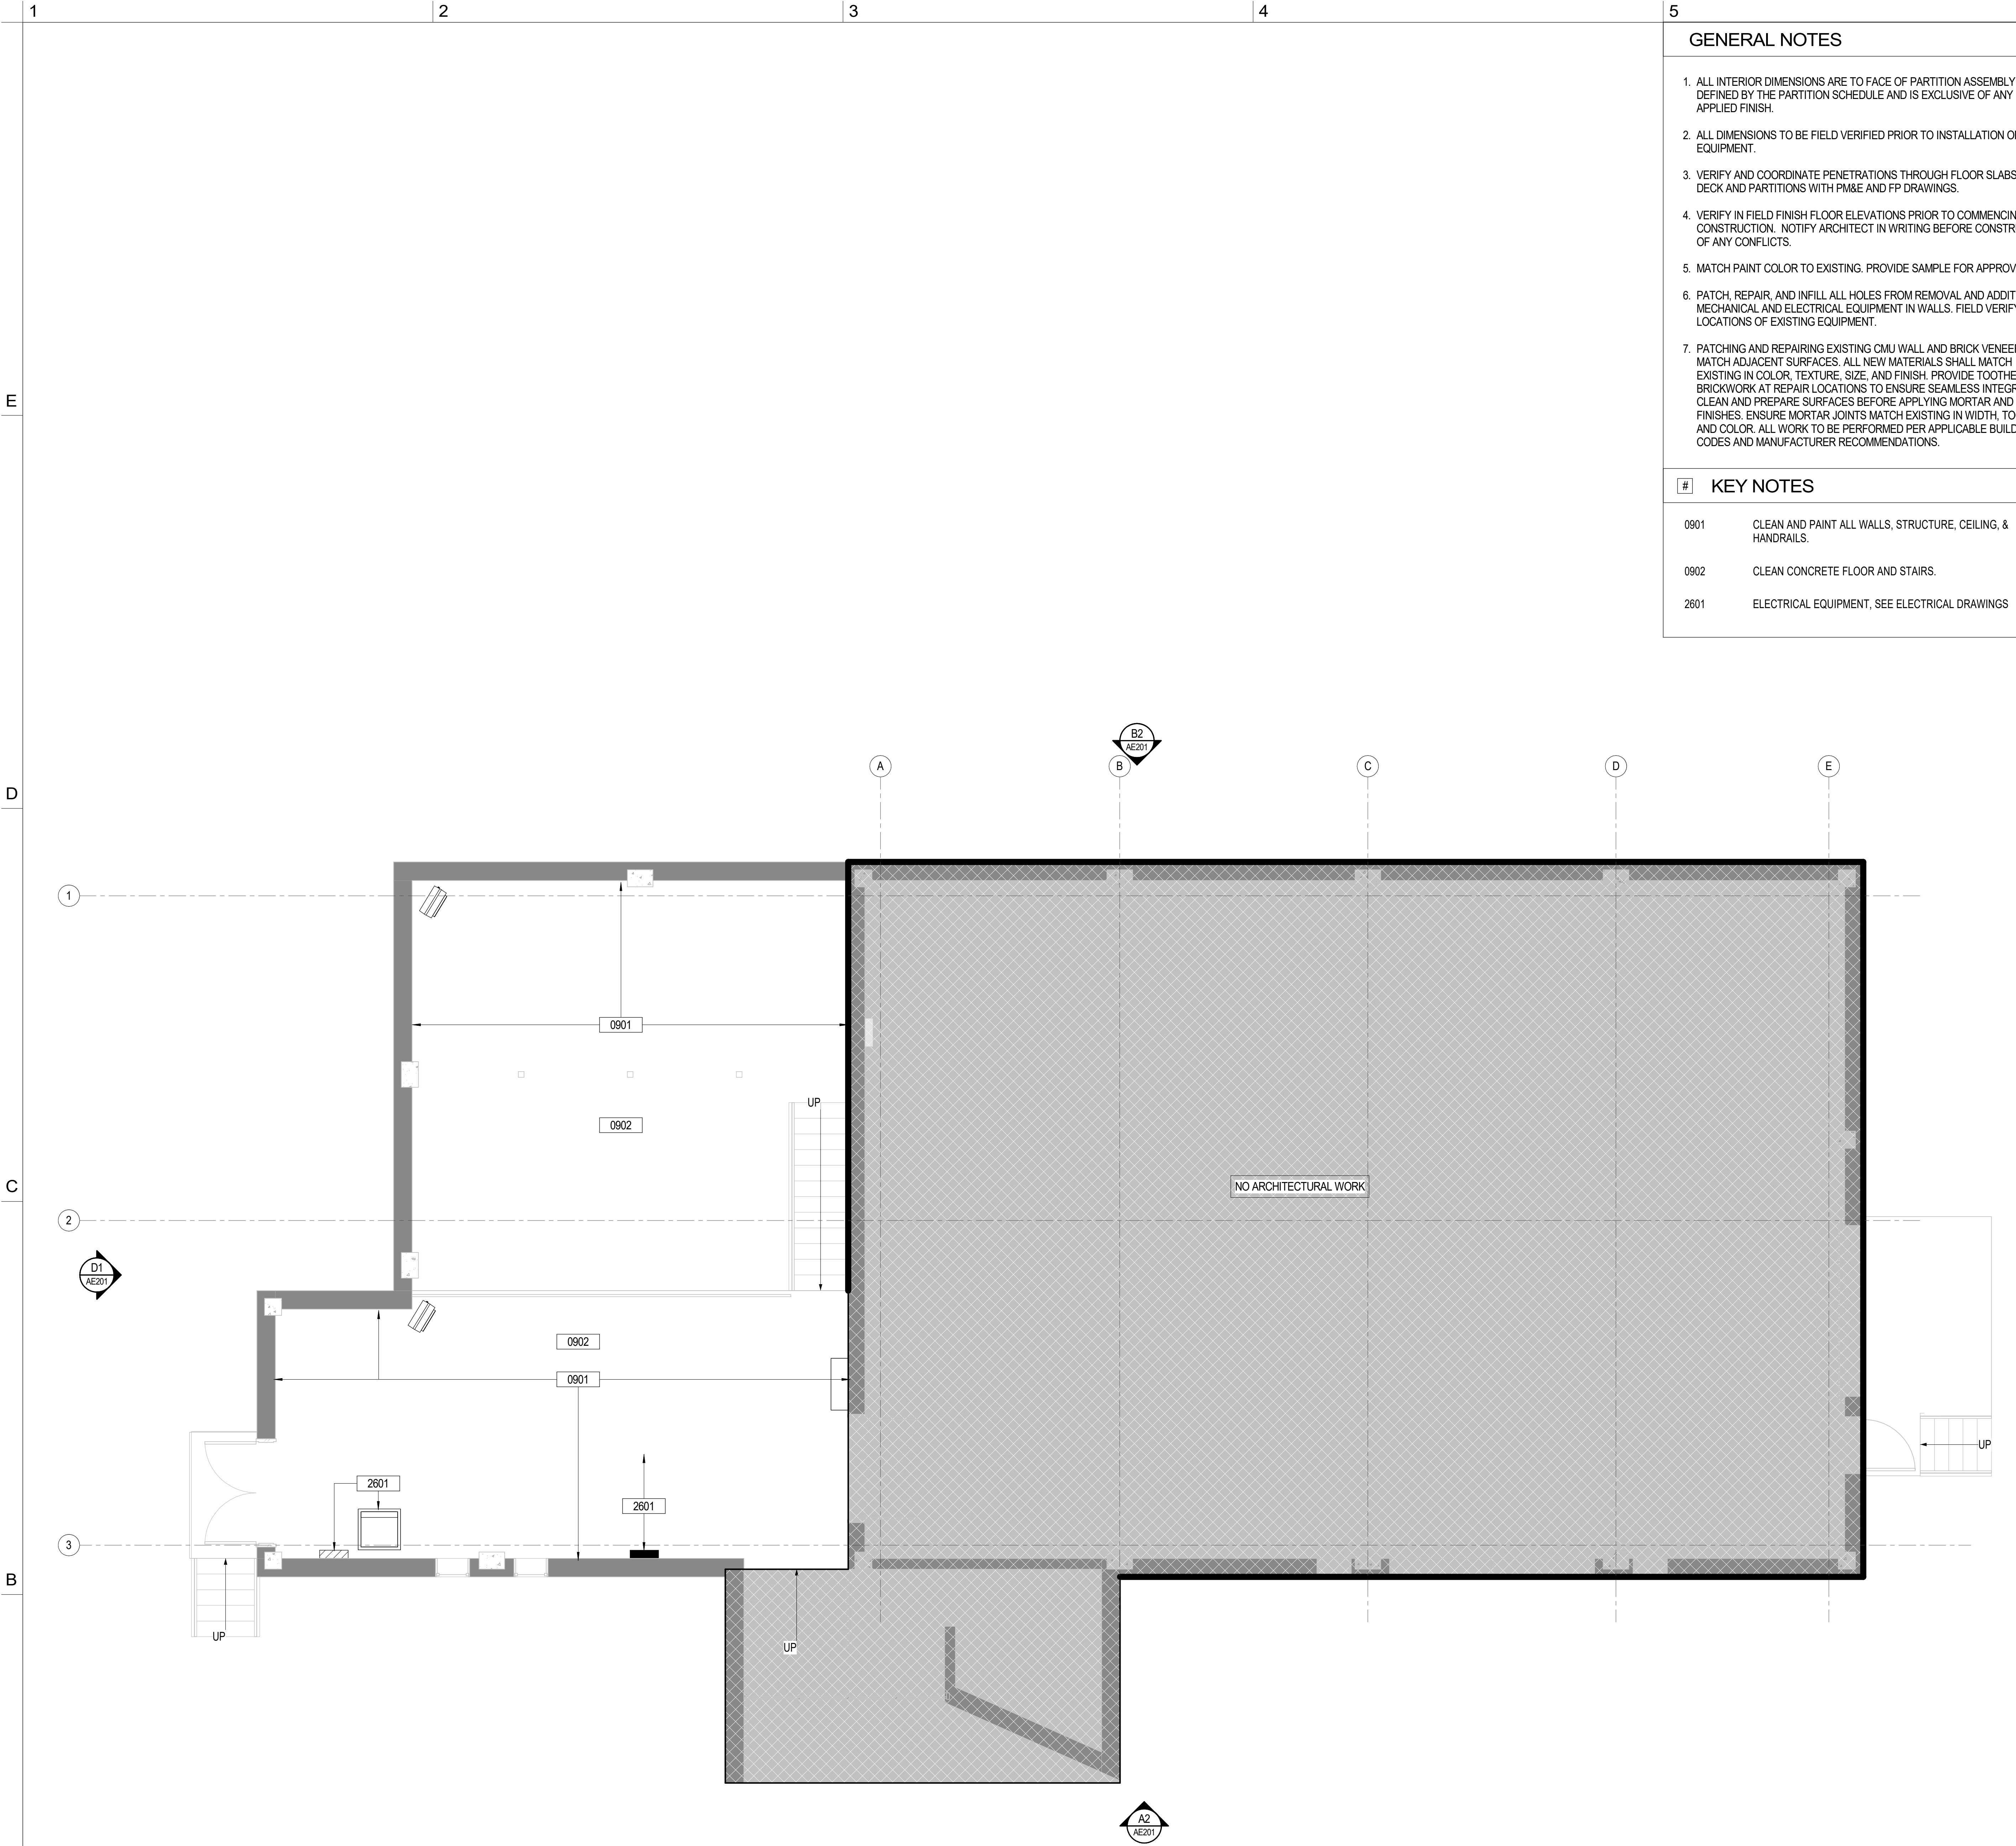 1
2
3
4
5
GENERAL NOTES
1. ALL INTERIOR DIMENSIONS ARE TO FACE OF PARTITION ASSEMBLY
DEFINED BY THE PARTITION SCHEDULE AND IS EXCLUSIVE OF ANY
APPLIED FINISH.
2. ALL DIMENSIONS TO BE FIELD VERIFIED PRIOR TO INSTALLATION
EQUIPMENT.
3. VERIFY AND COORDINATE PENETRATIONS THROUGH FLOOR SLABS
DECK AND PARTITIONS WITH PM&E AND FP DRAWINGS.
4. VERIFY IN FIELD FINISH FLOOR ELEVATIONS PRIOR TO
CONSTRUCTION. NOTIFY ARCHITECT IN WRITING BEFORE
OF ANY CONFLICTS.
5. MATCH PAINT COLOR TO EXISTING. PROVIDE SAMPLE FOR
6. PATCH, REPAIR, AND INFILL ALL HOLES FROM REMOVAL AND
MECHANICAL AND ELECTRICAL EQUIPMENT IN WALLS. FIELD
LOCATIONS OF EXISTING EQUIPMENT.
7. PATCHING AND REPAIRING EXISTING CMU WALL AND BRICK
MATCH ADJACENT SURFACES. ALL NEW MATERIALS SHALL MATCH
EXISTING IN COLOR, TEXTURE, SIZE, AND FINISH. PROVIDE
BRICKWORK AT REPAIR LOCATIONS TO ENSURE SEAMLESS
CLEAN AND PREPARE SURFACES BEFORE APPLYING MORTAR AND
FINISHES. ENSURE MORTAR JOINTS MATCH EXISTING IN WIDTH,
AND COLOR. ALL WORK TO BE PERFORMED PER APPLICABLE
CODES AND MANUFACTURER RECOMMENDATIONS.
# KEY NOTES
0901 CLEAN AND PAINT ALL WALLS, STRUCTURE, CEILING, &
HANDRAILS.
0902 CLEAN CONCRETE FLOOR AND STAIRS.
2601 ELECTRICAL EQUIPMENT, SEE ELECTRICAL DRAWINGS
E
D
C
B
B2
AE201
A
B
C
D
E
1
0901
UP
0902
NO ARCHITECTURAL WORK
2
D1
AE201
0902
0901
UP
2601
2601
3
UP
UP
A2
AE201